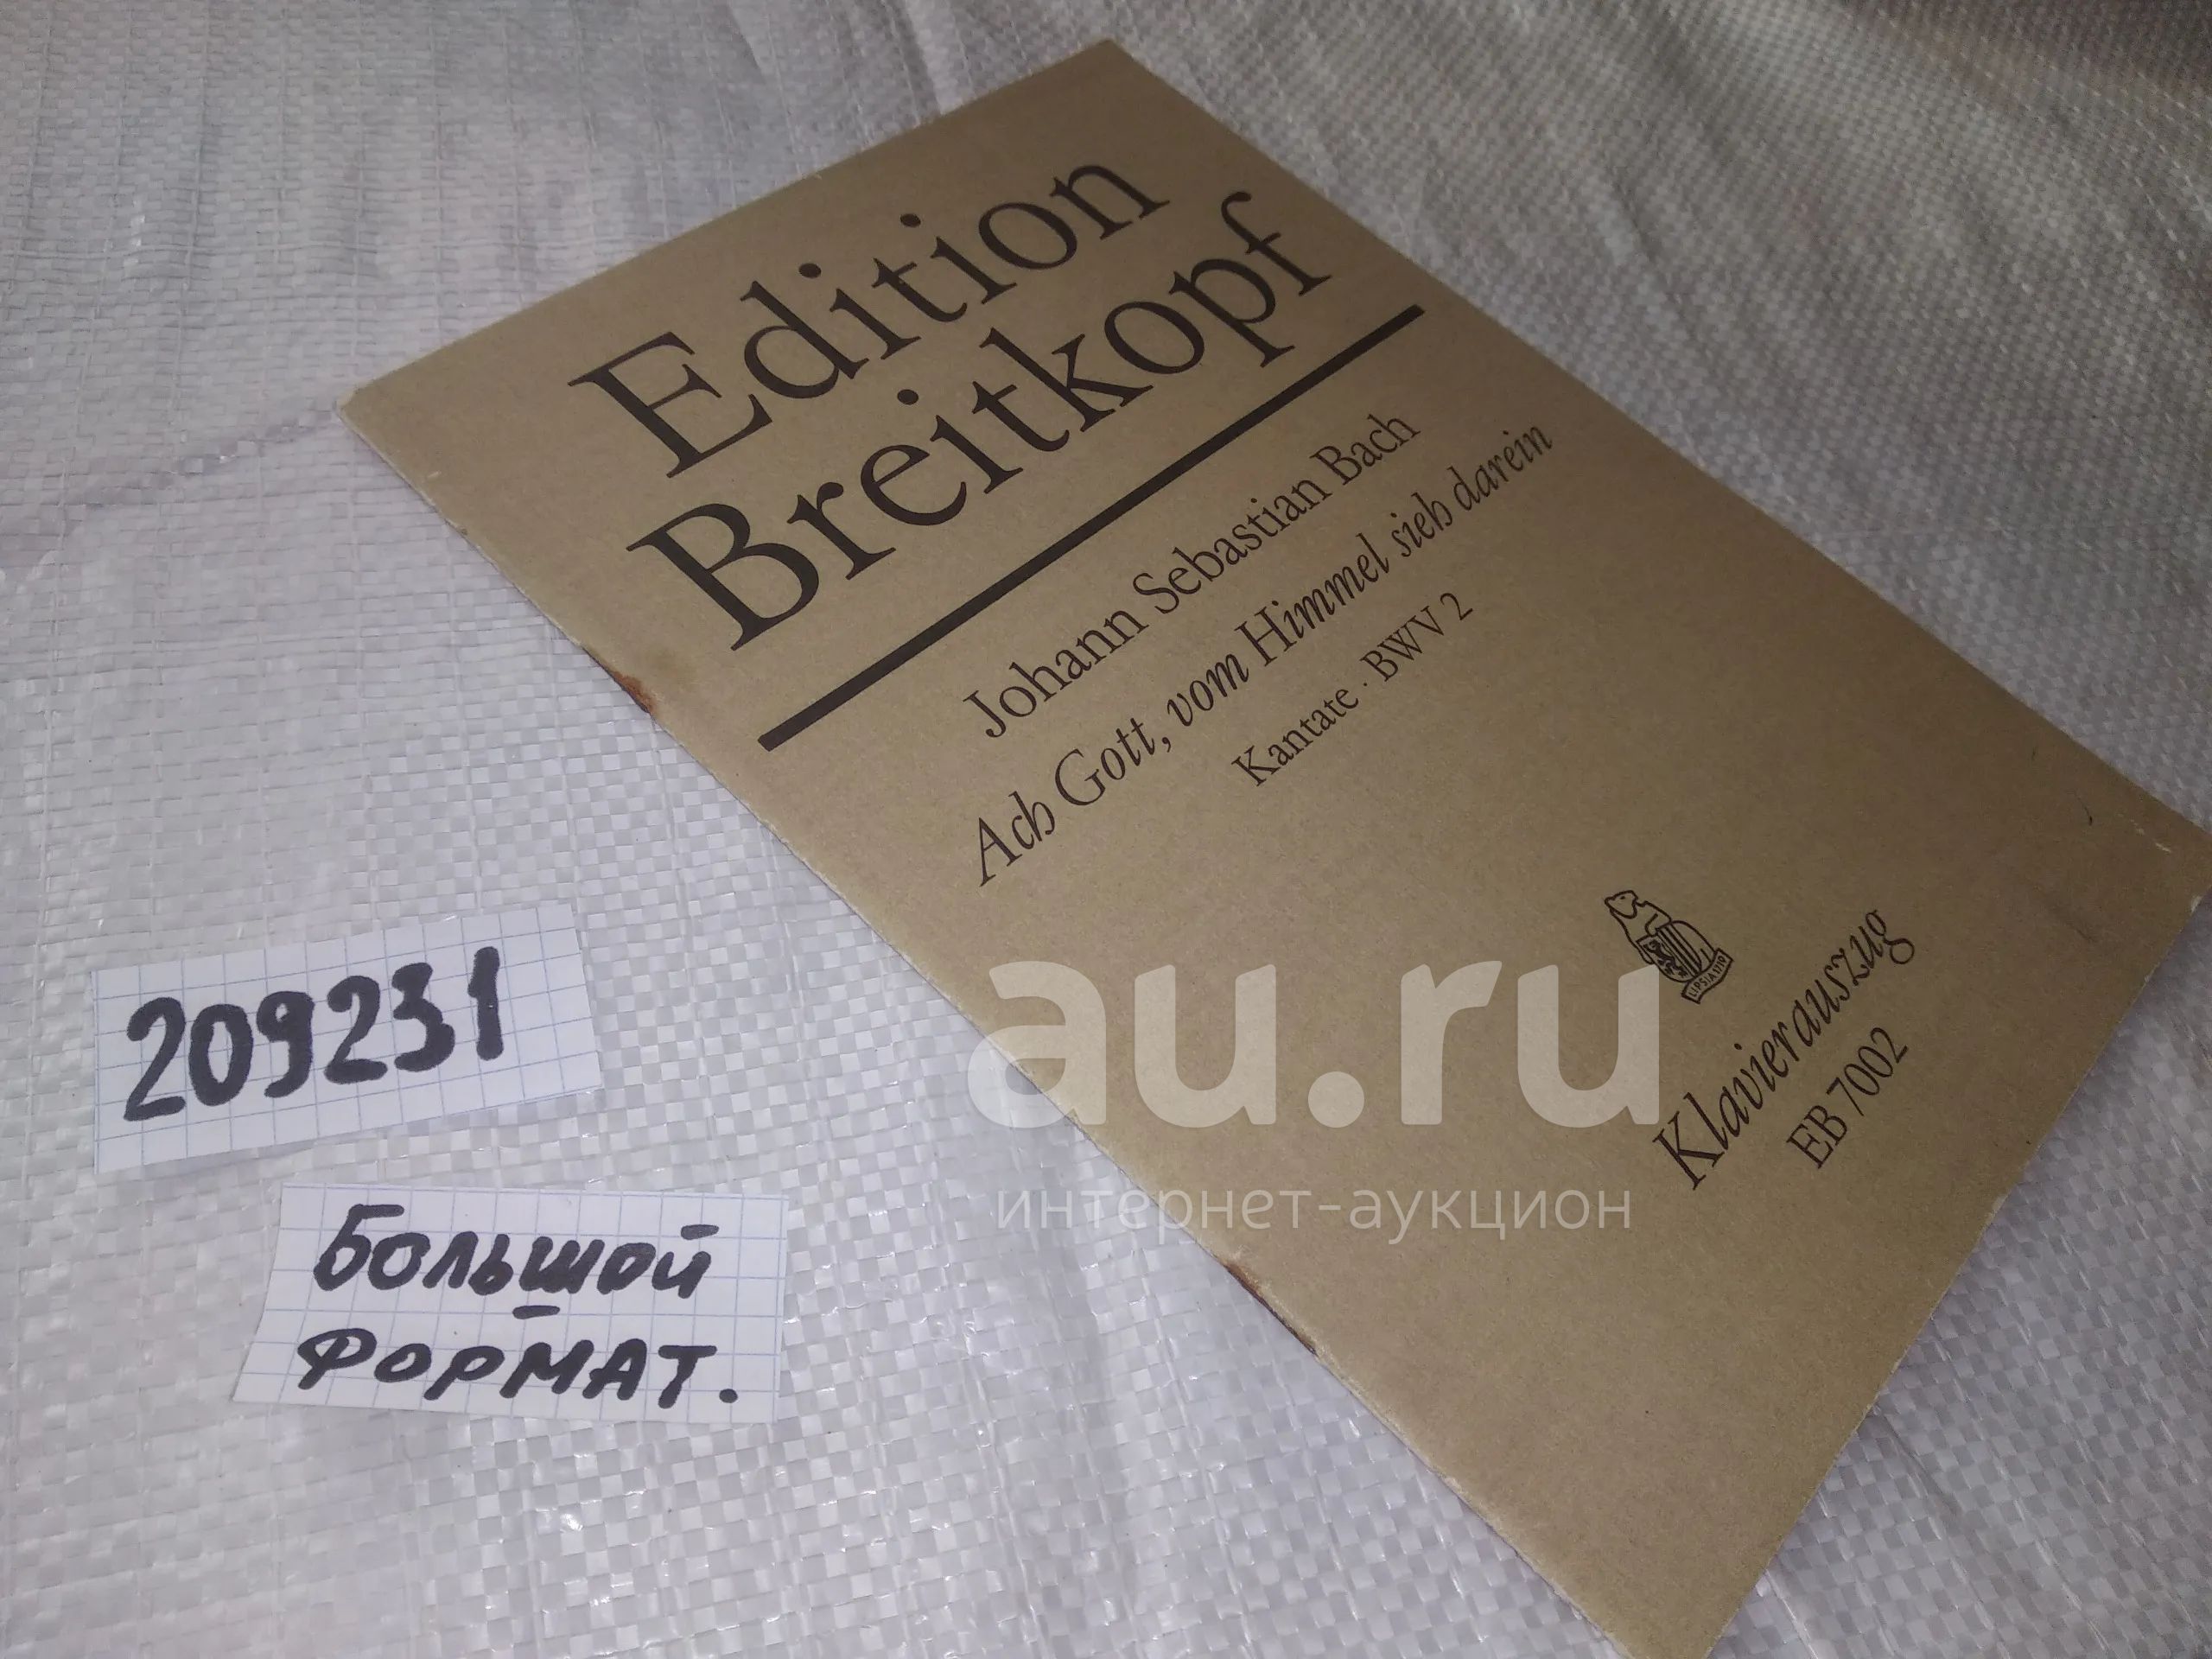 Edition
Breitkopf
Johann Sebastian Bach
Ach Gott, vom Himmel sieh darein
Kantate · BWV 2
LIPSIA 1719
Klavierauszug
EB 7002
209231
Большой
формат.
au.ru
интернет-аукцион